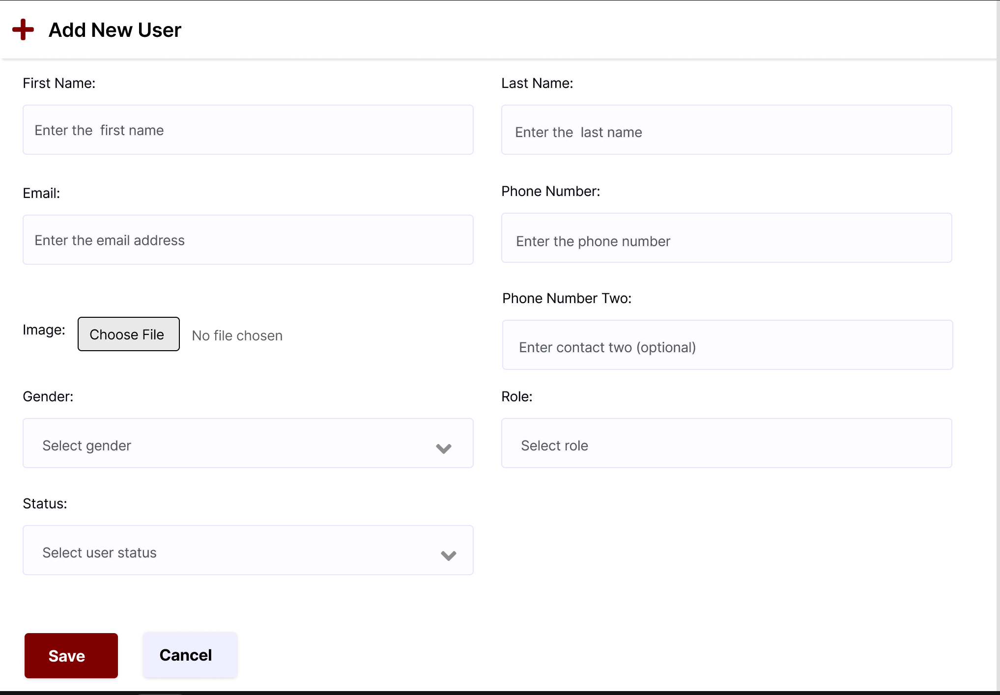 Add New User
First Name:
Last Name:
Enter the  first name
Enter the  last name
Email:
Phone Number:
Enter the email address
Enter the phone number
Phone Number Two:
Image:
Choose File
No file chosen
Enter contact two (optional)
Gender:
Role:
Select gender
Select role
Status:
Select user status
Save
Cancel